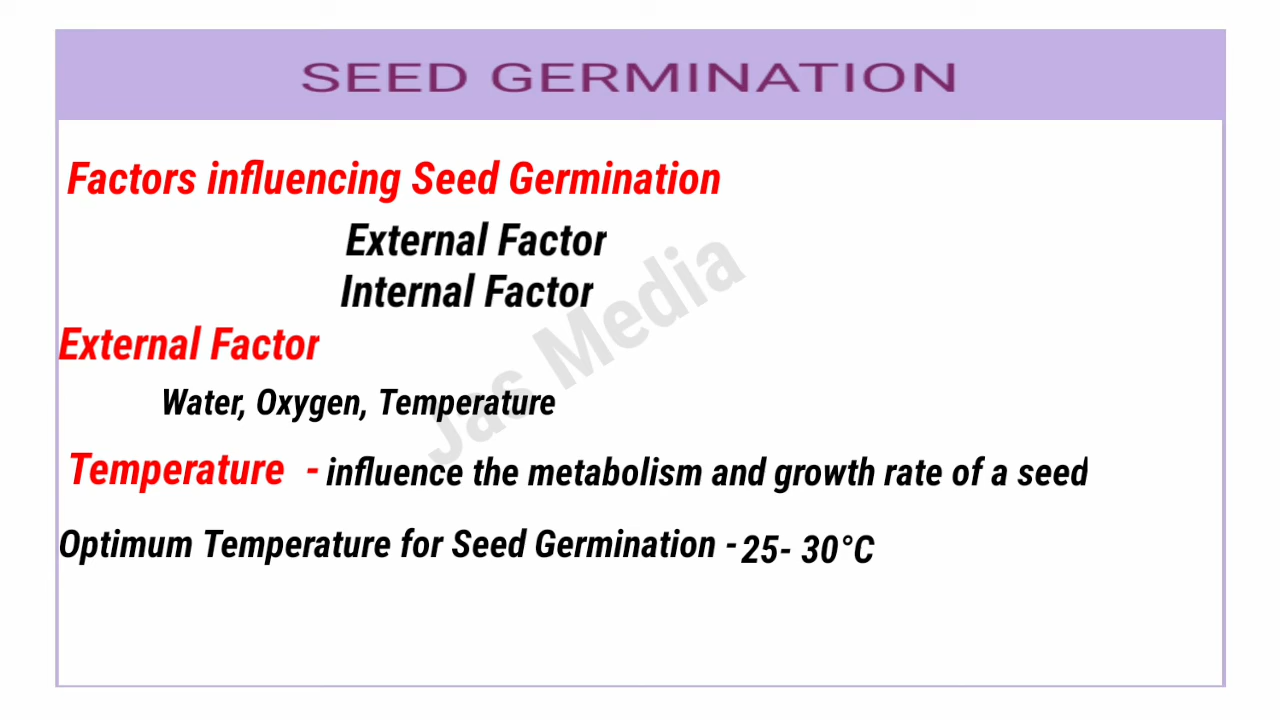 SEED GERMINATION
Factors influencing Seed Germination
External Factor
Internal Factor
External Factor
Water, Oxygen, Temperature
Temperature - influence the metabolism and growth rate of a seed
Optimum Temperature for Seed Germination - 25- 30°C
Jas Media